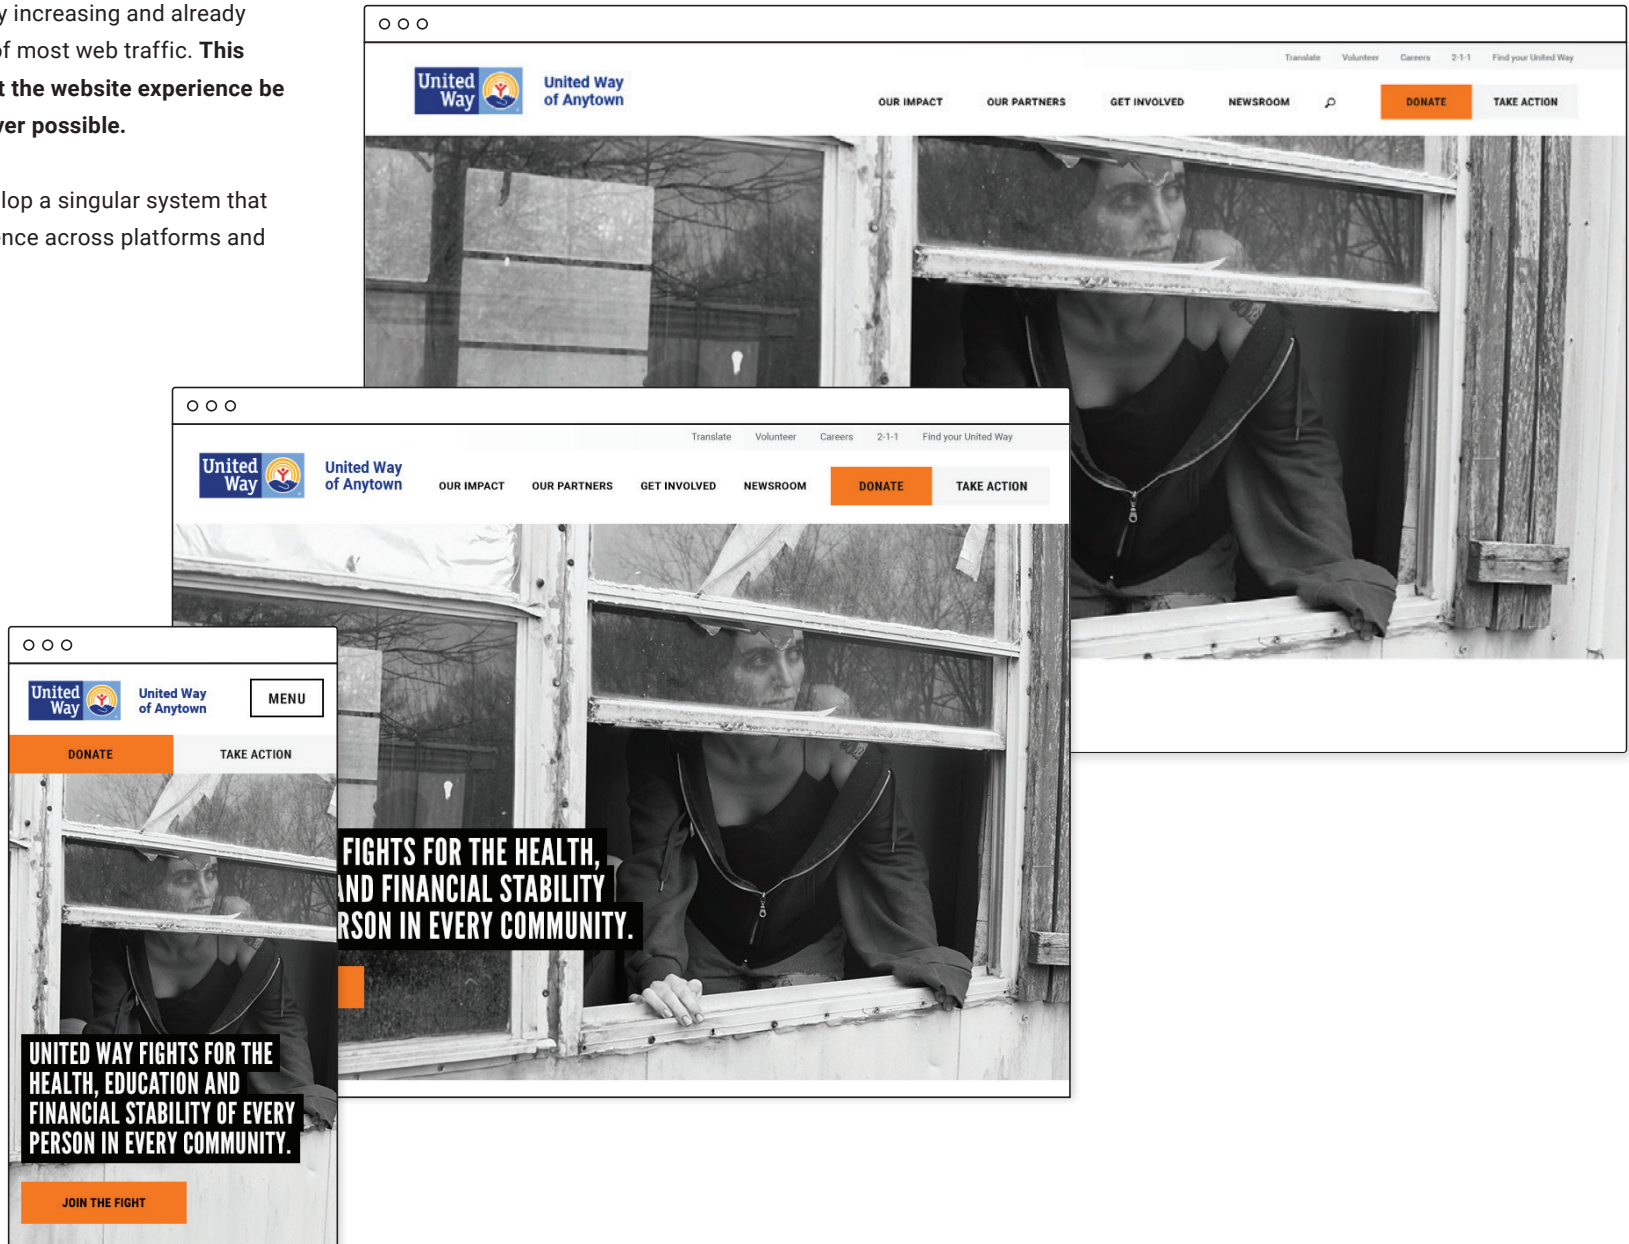 y increasing and already
of most web traffic. This
t the website experience be
ver possible.
lop a singular system that
ence across platforms and
Translate Volunteer Careers 2-1-1 Find your United Way
United
Way
United Way
of Anytown
OUR IMPACT OUR PARTNERS GET INVOLVED NEWSROOM DONATE TAKE ACTION
Translate Volunteer Careers 2-1-1 Find your United Way
United
Way
United Way
of Anytown
OUR IMPACT OUR PARTNERS GET INVOLVED NEWSROOM DONATE TAKE ACTION
FIGHTS FOR THE HEALTH,
AND FINANCIAL STABILITY
RSON IN EVERY COMMUNITY.
United
Way
United Way
of Anytown
MENU
DONATE TAKE ACTION
UNITED WAY FIGHTS FOR THE
HEALTH, EDUCATION AND
FINANCIAL STABILITY OF EVERY
PERSON IN EVERY COMMUNITY.
JOIN THE FIGHT